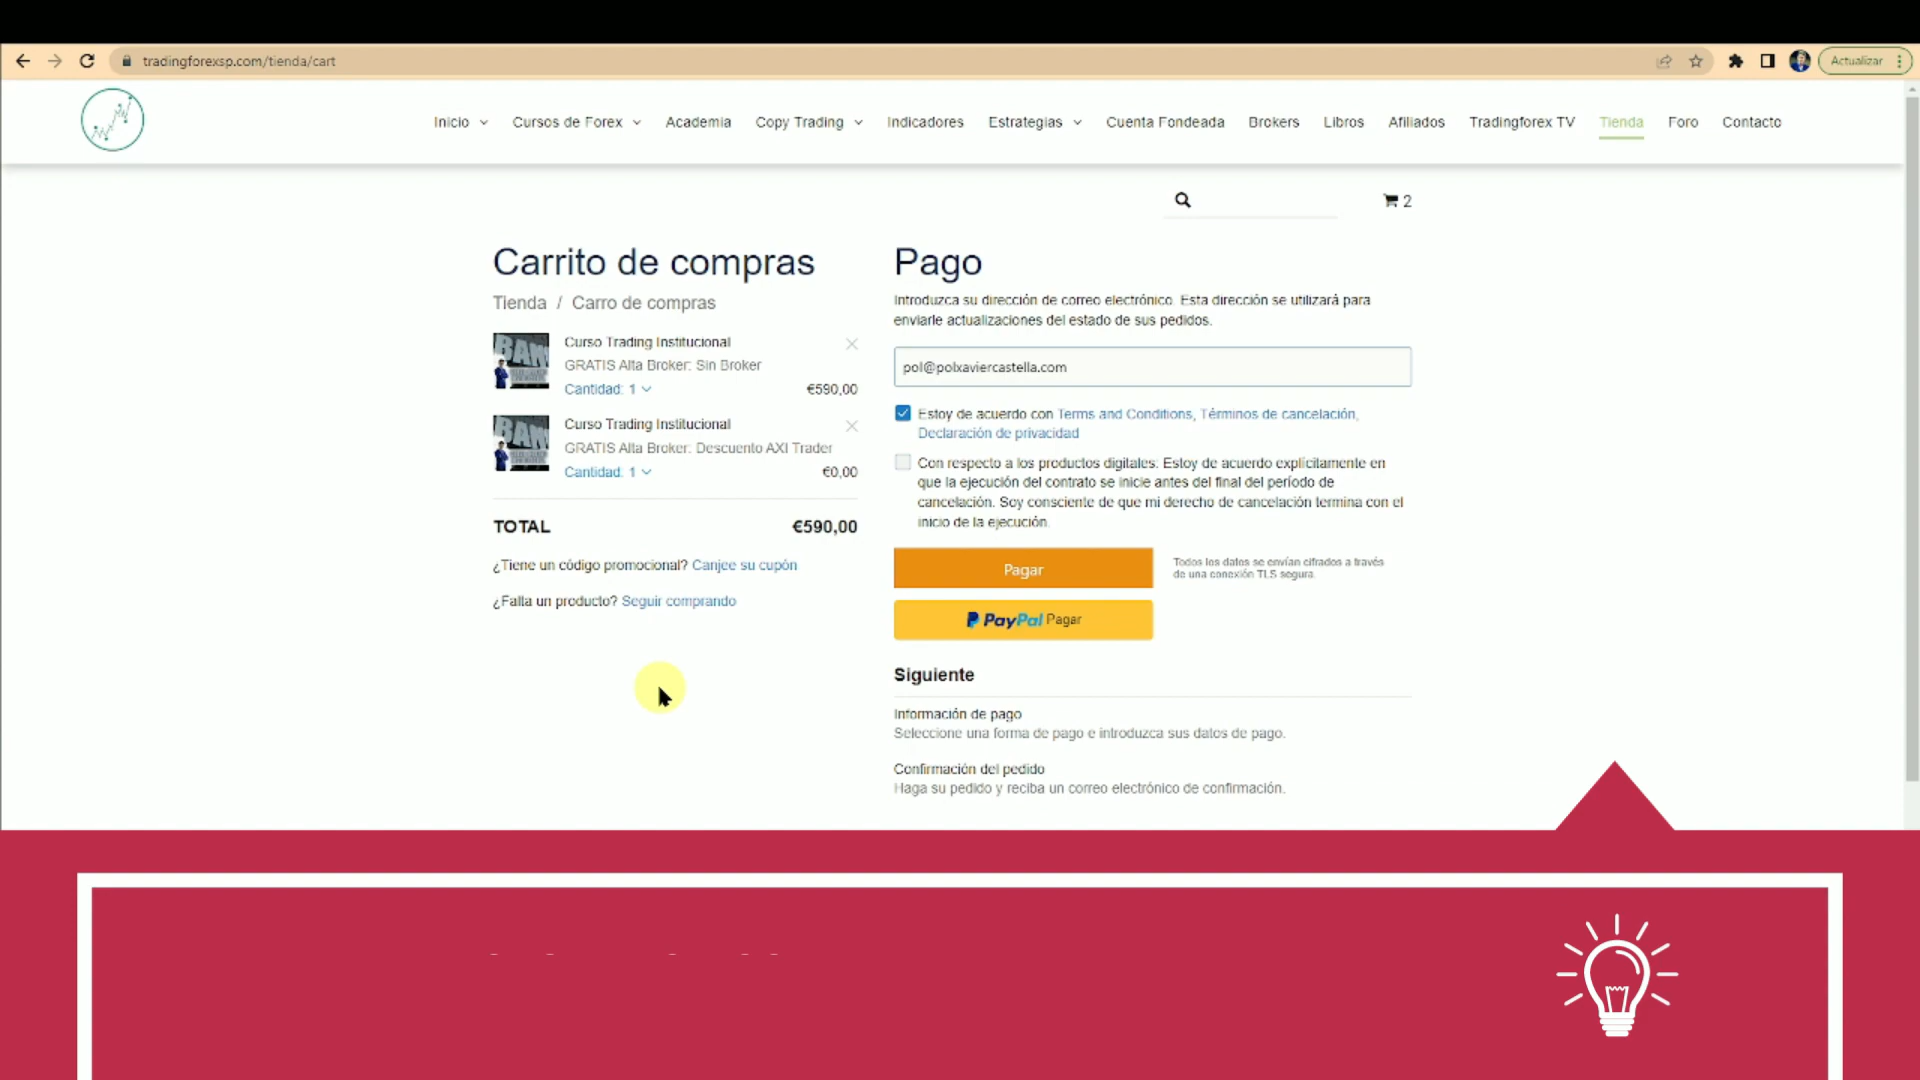 tradingforexsp.com/tienda/cart
Actualizar
Inicio Cursos de Forex Academia Copy Trading Indicadores Estrategias Cuenta Fondeada Brokers Libros Afiliados Tradingforex TV Tienda Foro Contacto
2
Carrito de compras
Tienda / Carro de compras
Curso Trading Institucional
GRATIS Alta Broker: Sin Broker
Cantidad: 1 €590,00
Curso Trading Institucional
GRATIS Alta Broker: Descuento AXI Trader
Cantidad: 1 €0,00
TOTAL €590,00
¿Tiene un código promocional? Canjee su cupón
¿Falta un producto? Seguir comprando
Pago
Introduzca su dirección de correo electrónico. Esta dirección se utilizará para
enviarle actualizaciones del estado de sus pedidos.
pol@polxaviercastella.com
Estoy de acuerdo con Terms and Conditions, Términos de cancelación,
Declaración de privacidad
Con respecto a los productos digitales: Estoy de acuerdo explícitamente en
que la ejecución del contrato se inicie antes del final del período de
cancelación. Soy consciente de que mi derecho de cancelación termina con el
inicio de la ejecución.
Pagar
Todos los datos se envían cifrados a través
de una conexión TLS segura.
PayPal Pagar
Siguiente
Información de pago
Seleccione una forma de pago e introduzca sus datos de pago.
Confirmación del pedido
Haga su pedido y reciba un correo electrónico de confirmación.